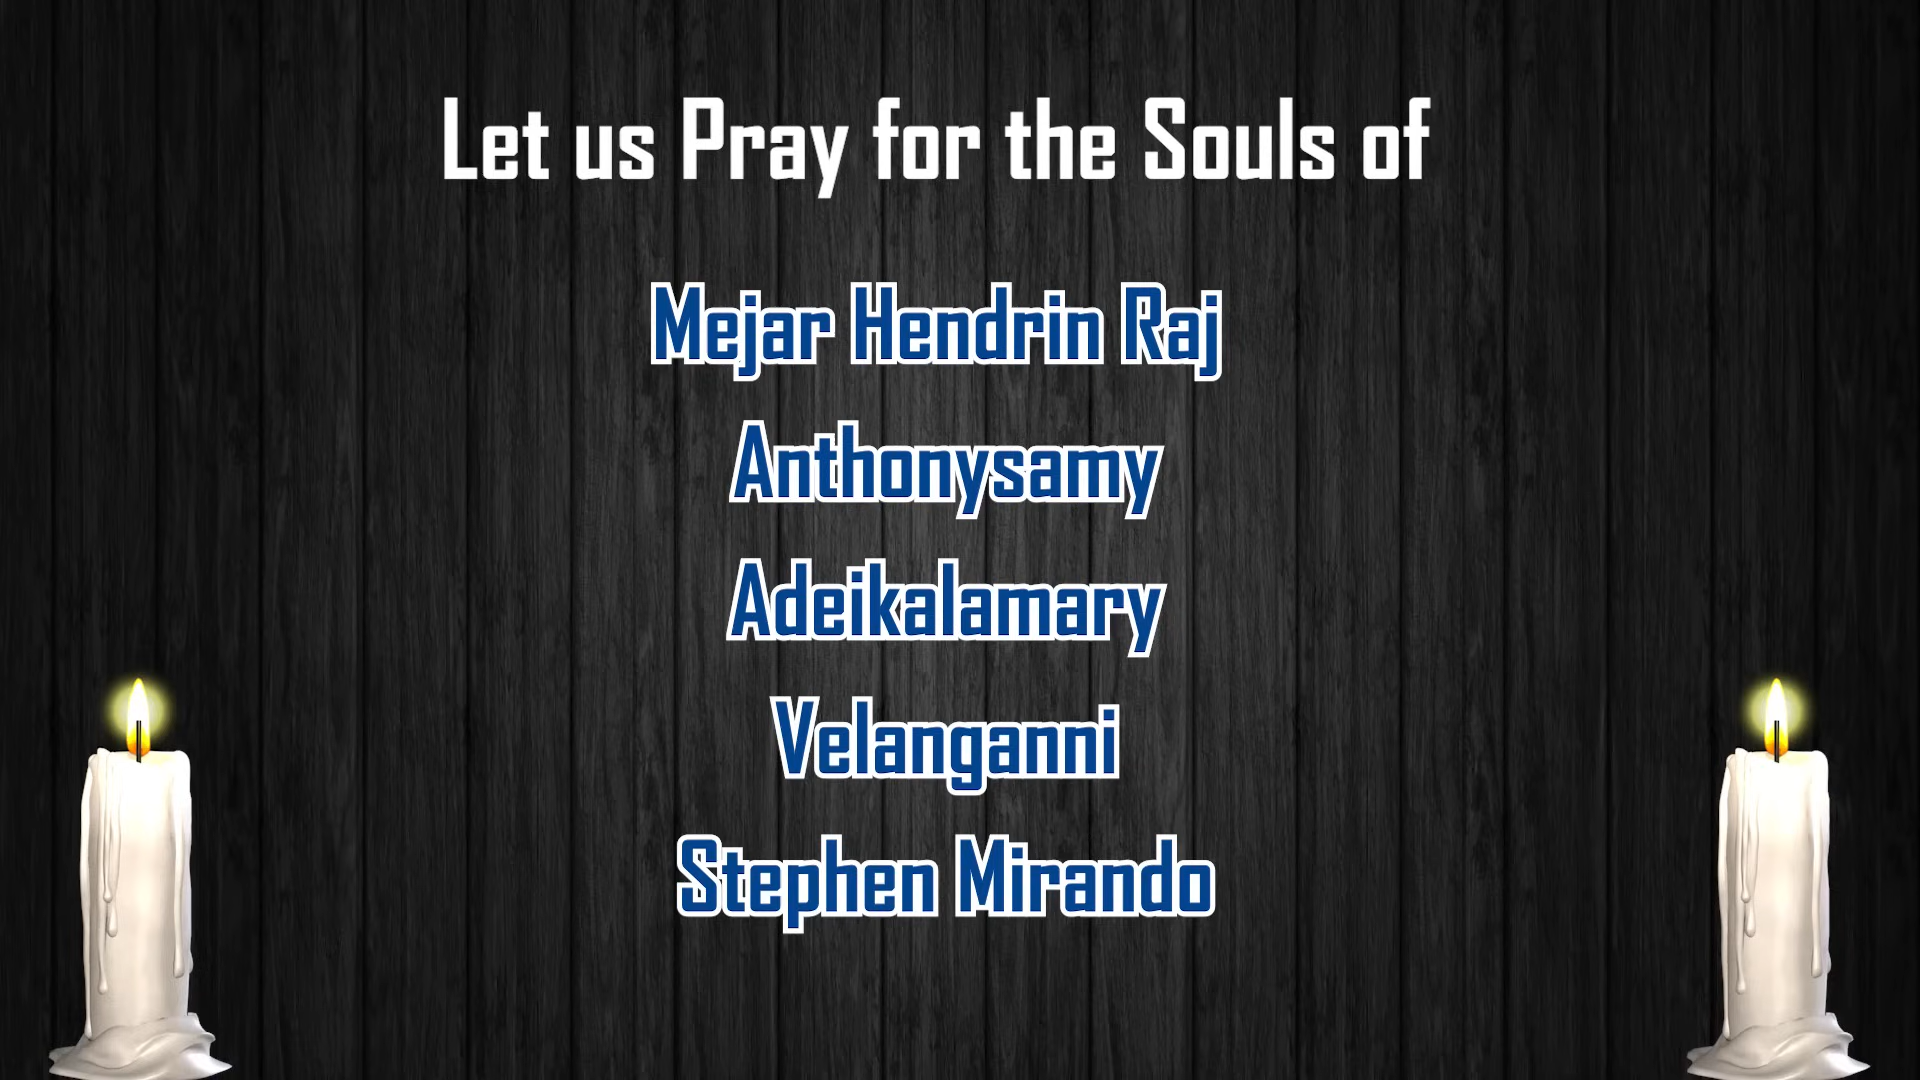 Let us Pray for the Souls of
Mejar Hendrin Raj
Anthonysamy
Adeikalamary
Velanganni
Stephen Mirando